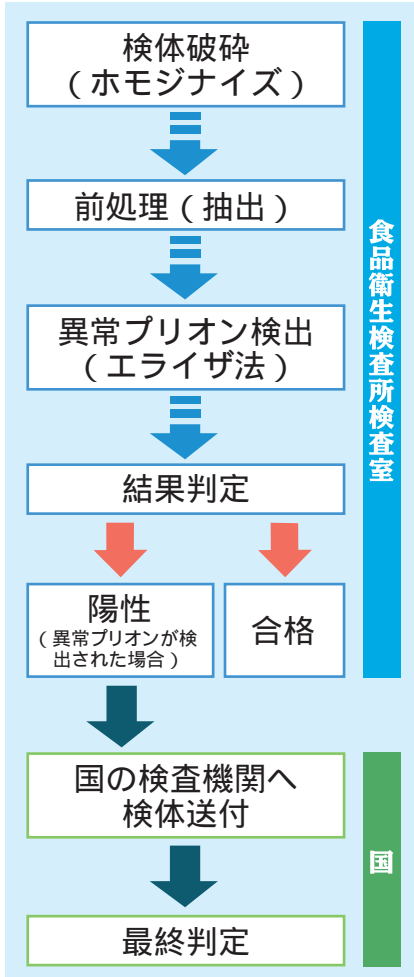 検体破砕
（ホモジナイズ）
前処理（抽出）
異常プリオン検出
（エライザ法）
結果判定
陽性
（異常プリオンが検
出された場合）
合格
食品衛生検査所検査室
国の検査機関へ
検体送付
最終判定
国